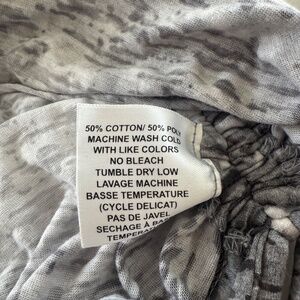 50% COTTON/ 50% POLY
MACHINE WASH COLD
WITH LIKE COLORS
NO BLEACH
TUMBLE DRY LOW
LAVAGE MACHINE
BASSE TEMPERATURE
(CYCLE DELICAT)
PAS DE JAVEL
SECHAGE À